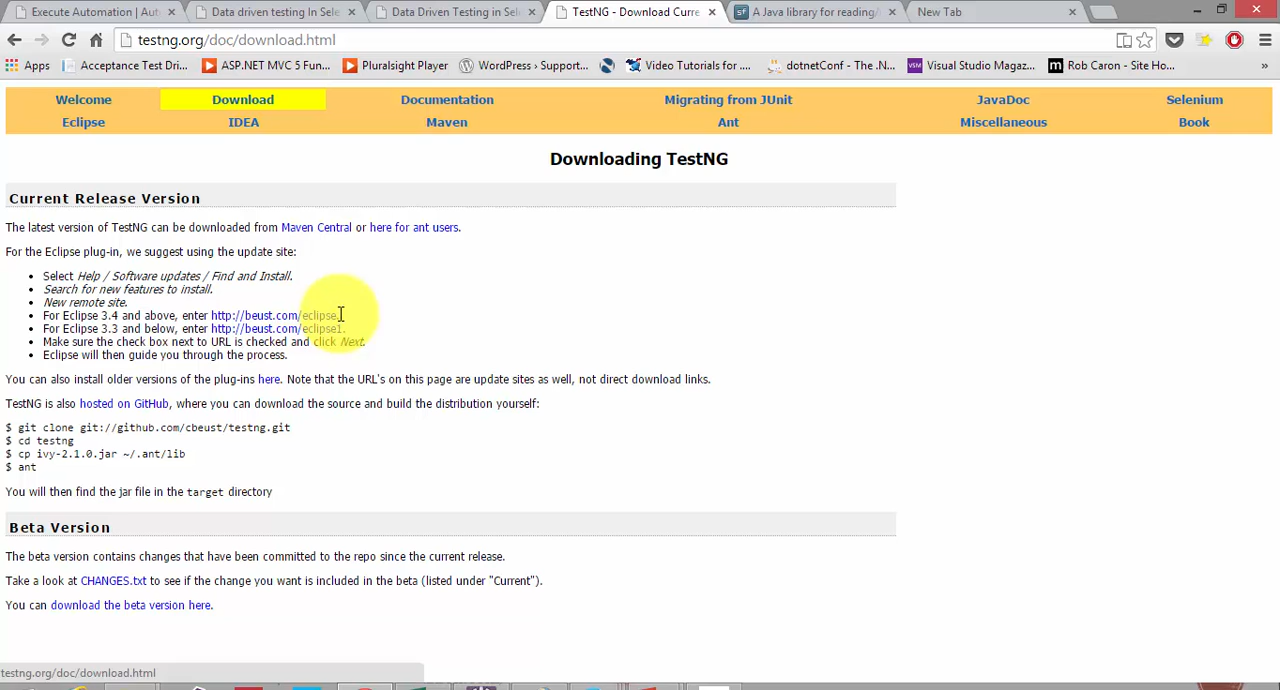 Execute Automation | Aut
Data driven testing In Sele
Data Driven Testing in Sel
TestNG - Download Curre
A Java library for reading/
New Tab
testng.org/doc/download.html
Apps
Acceptance Test Dri...
ASP.NET MVC 5 Fun...
Pluralsight Player
WordPress › Support...
Video Tutorials for ....
dotnetConf - The .N...
Visual Studio Magaz...
Rob Caron - Site Ho...
Welcome
Download
Documentation
Migrating from JUnit
JavaDoc
Selenium
Eclipse
IDEA
Maven
Ant
Miscellaneous
Book
Downloading TestNG
Current Release Version
The latest version of TestNG can be downloaded from Maven Central or here for ant users.
For the Eclipse plug-in, we suggest using the update site:
Select Help / Software updates / Find and Install.
Search for new features to install.
New remote site.
For Eclipse 3.4 and above, enter http://beust.com/eclipse.
For Eclipse 3.3 and below, enter http://beust.com/eclipse1.
Make sure the check box next to URL is checked and click Next.
Eclipse will then guide you through the process.
You can also install older versions of the plug-ins here. Note that the URL's on this page are update sites as well, not direct download links.
TestNG is also hosted on GitHub, where you can download the source and build the distribution yourself:
$ git clone git://github.com/cbeust/testng.git
$ cd testng
$ cp ivy-2.1.0.jar ~/.ant/lib
$ ant
You will then find the jar file in the target directory
Beta Version
The beta version contains changes that have been committed to the repo since the current release.
Take a look at CHANGES.txt to see if the change you want is included in the beta (listed under "Current").
You can download the beta version here.
testng.org/doc/download.html